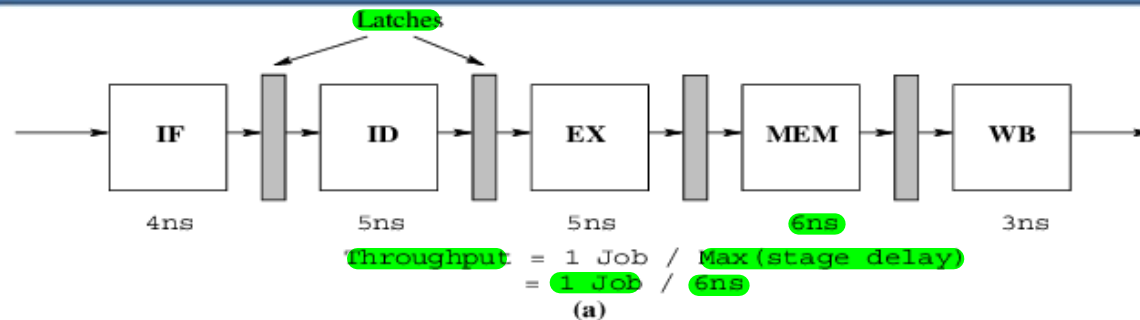 Latches
IF ID EX MEM WB
4ns 5ns 5ns 6ns 3ns
Throughput = 1 Job / Max(stage delay)
= 1 Job / 6ns
(a)